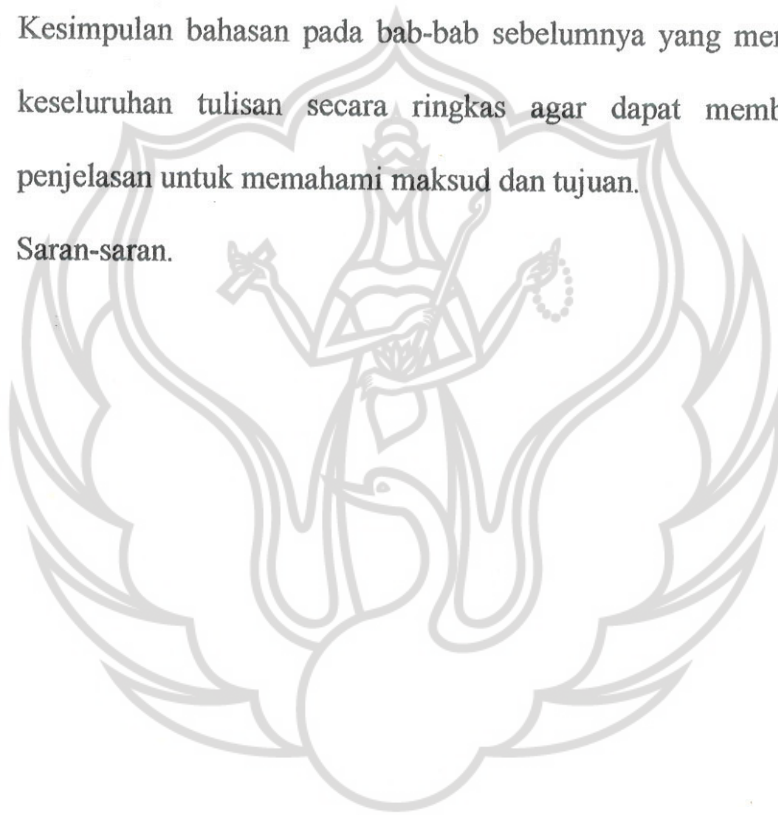 Kesimpulan bahasan pada bab-bab sebelumnya yang
keseluruhan tulisan secara ringkas agar dapat
penjelasan untuk memahami maksud dan tujuan.
Saran-saran.